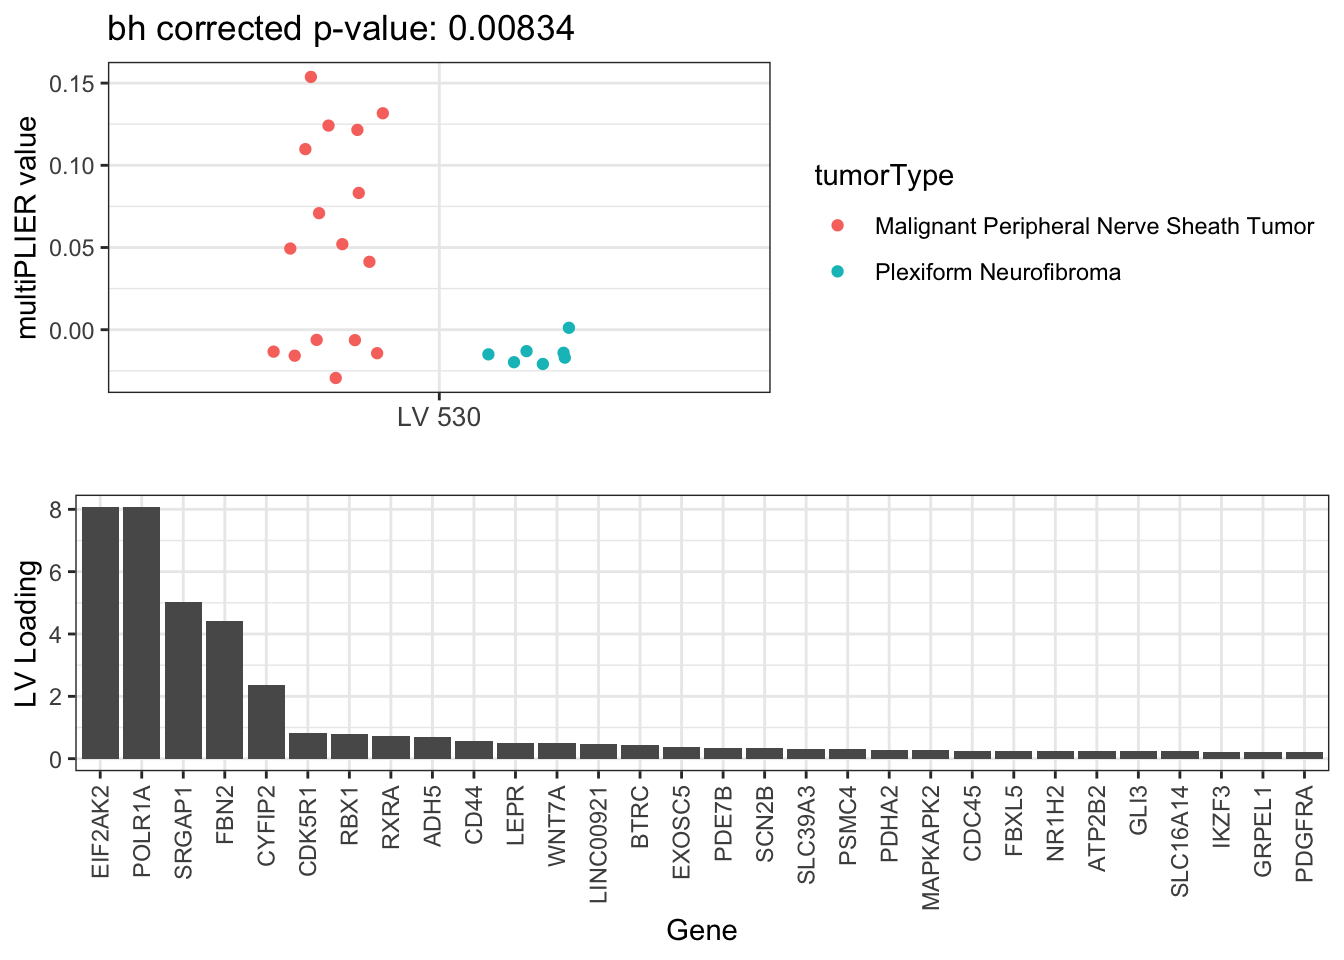 bh corrected p-value: 0.00834
multiPLIER value
0.15
0.10
0.05
0.00
LV 530
tumorType
Malignant Peripheral Nerve Sheath Tumor
Plexiform Neurofibroma
LV Loading
8
6
4
2
0
EIF2AK2
POLR1A
SRGAP1
FBN2
CYFIP2
CDK5R1
RBX1
RXRA
ADH5
CD44
LEPR
WNT7A
LINC00921
BTRC
EXOSC5
PDE7B
SCN2B
SLC39A3
PSMC4
PDHA2
MAPKAPK2
CDC45
FBXL5
NR1H2
ATP2B2
GLI3
SLC16A14
IKZF3
GRPEL1
PDGFRA
Gene